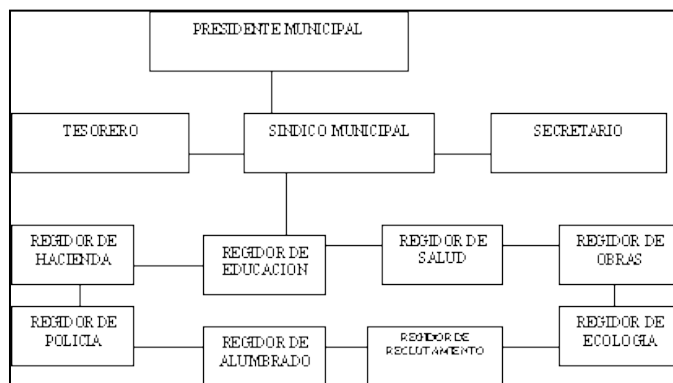 PRESIDENTE MUNICIPAL
TESORERO
SINDICO MUNICIPAL
SECRETARIO
REGIDOR DE
HACIENDA
REGIDOR DE
EDUCACION
REGIDOR DE
SALUD
REGIDOR DE
OBRAS
REGIDOR DE
POLICIA
REGIDOR DE
ALUMBRADO
REGIDOR DE
RECLUTAMIENTO
REGIDOR DE
ECOLOGIA